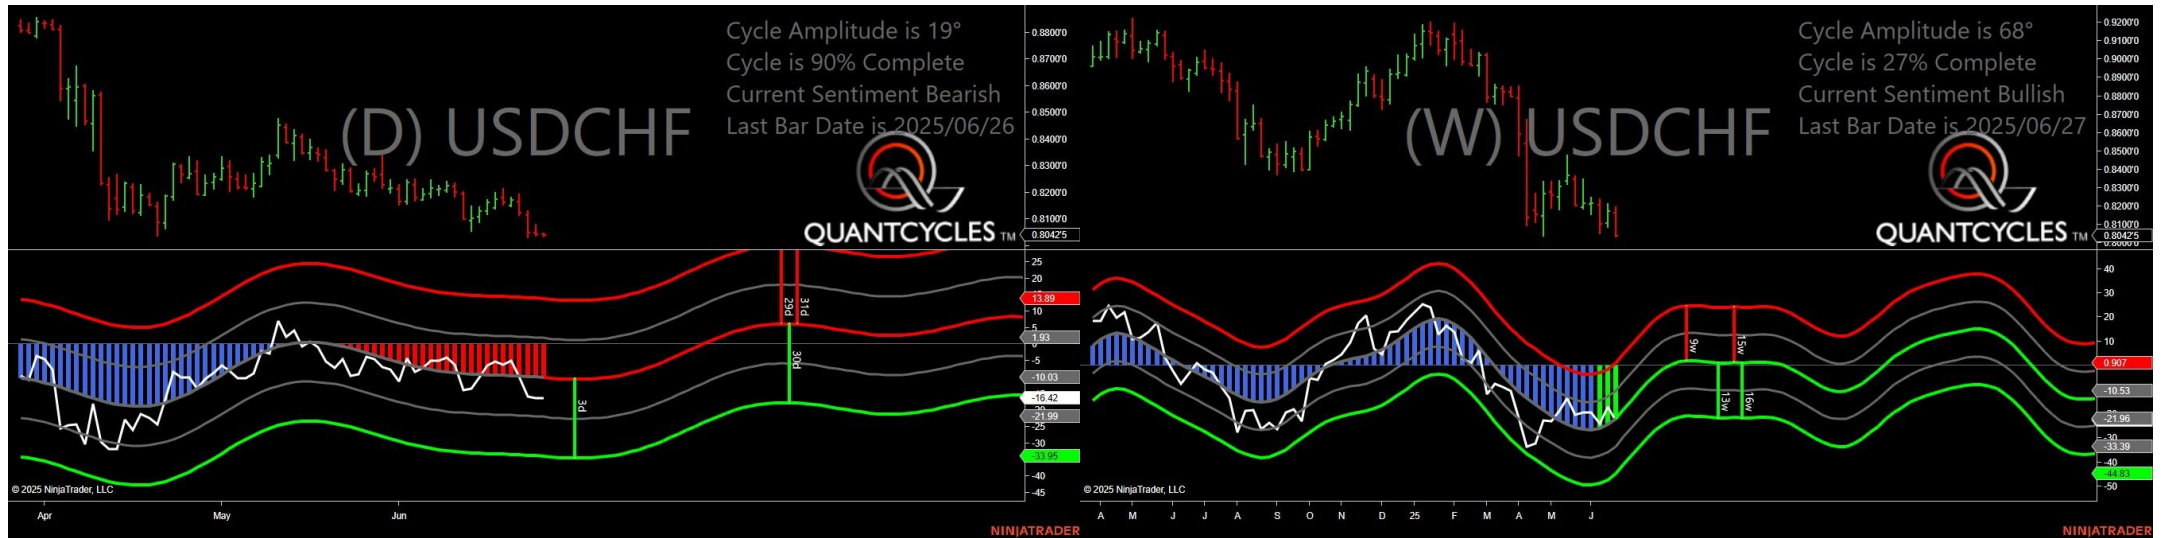 Cycle Amplitude is 19°
Cycle is 90% Complete
Current Sentiment Bearish
Last Bar Date is 2025/06/26
(D) USDCHF
QUANTCYCLES TM
0.8800'0
0.8700'0
0.8600'0
0.8500'0
0.8400'0
0.8300'0
0.8200'0
0.8100'0
0.8042'5
25
20
13.89
10
5
1.93
-5
-10.03
-16.42
-21.99
-25
-30
-33.95
-40
-45
29d
31d
30d
3d
© 2025 NinjaTrader, LLC
Apr
May
Jun
NINJATRADER
Cycle Amplitude is 68°
Cycle is 27% Complete
Current Sentiment Bullish
Last Bar Date is 2025/06/27
(W) USDCHF
QUANTCYCLES TM
0.9200'0
0.9100'0
0.9000'0
0.8900'0
0.8800'0
0.8700'0
0.8600'0
0.8500'0
0.8400'0
0.8300'0
0.8200'0
0.8100'0
0.8042'5
40
30
20
10
0.907
-10.53
-21.96
-33.39
-40
-44.83
-50
9w
15w
13w
16w
© 2025 NinjaTrader, LLC
A M J J A S O N D 25 F M A M J
NINJATRADER